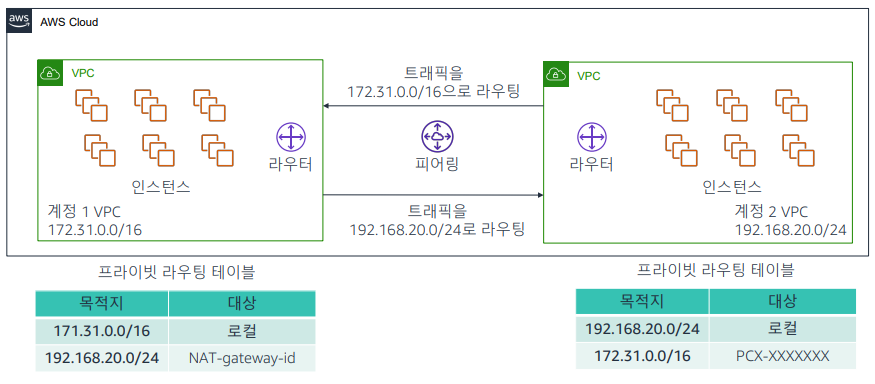 aws
AWS Cloud
VPC
트래픽을
172.31.0.0/16으로 라우팅
VPC
라우터
피어링
라우터
인스턴스
인스턴스
계정 1 VPC
172.31.0.0/16
트래픽을
192.168.20.0/24로 라우팅
계정 2 VPC
192.168.20.0/24
프라이빗 라우팅 테이블
목적지 대상
171.31.0.0/16 로컬
192.168.20.0/24 NAT-gateway-id
프라이빗 라우팅 테이블
목적지 대상
192.168.20.0/24 로컬
172.31.0.0/16 PCX-XXXXXXX